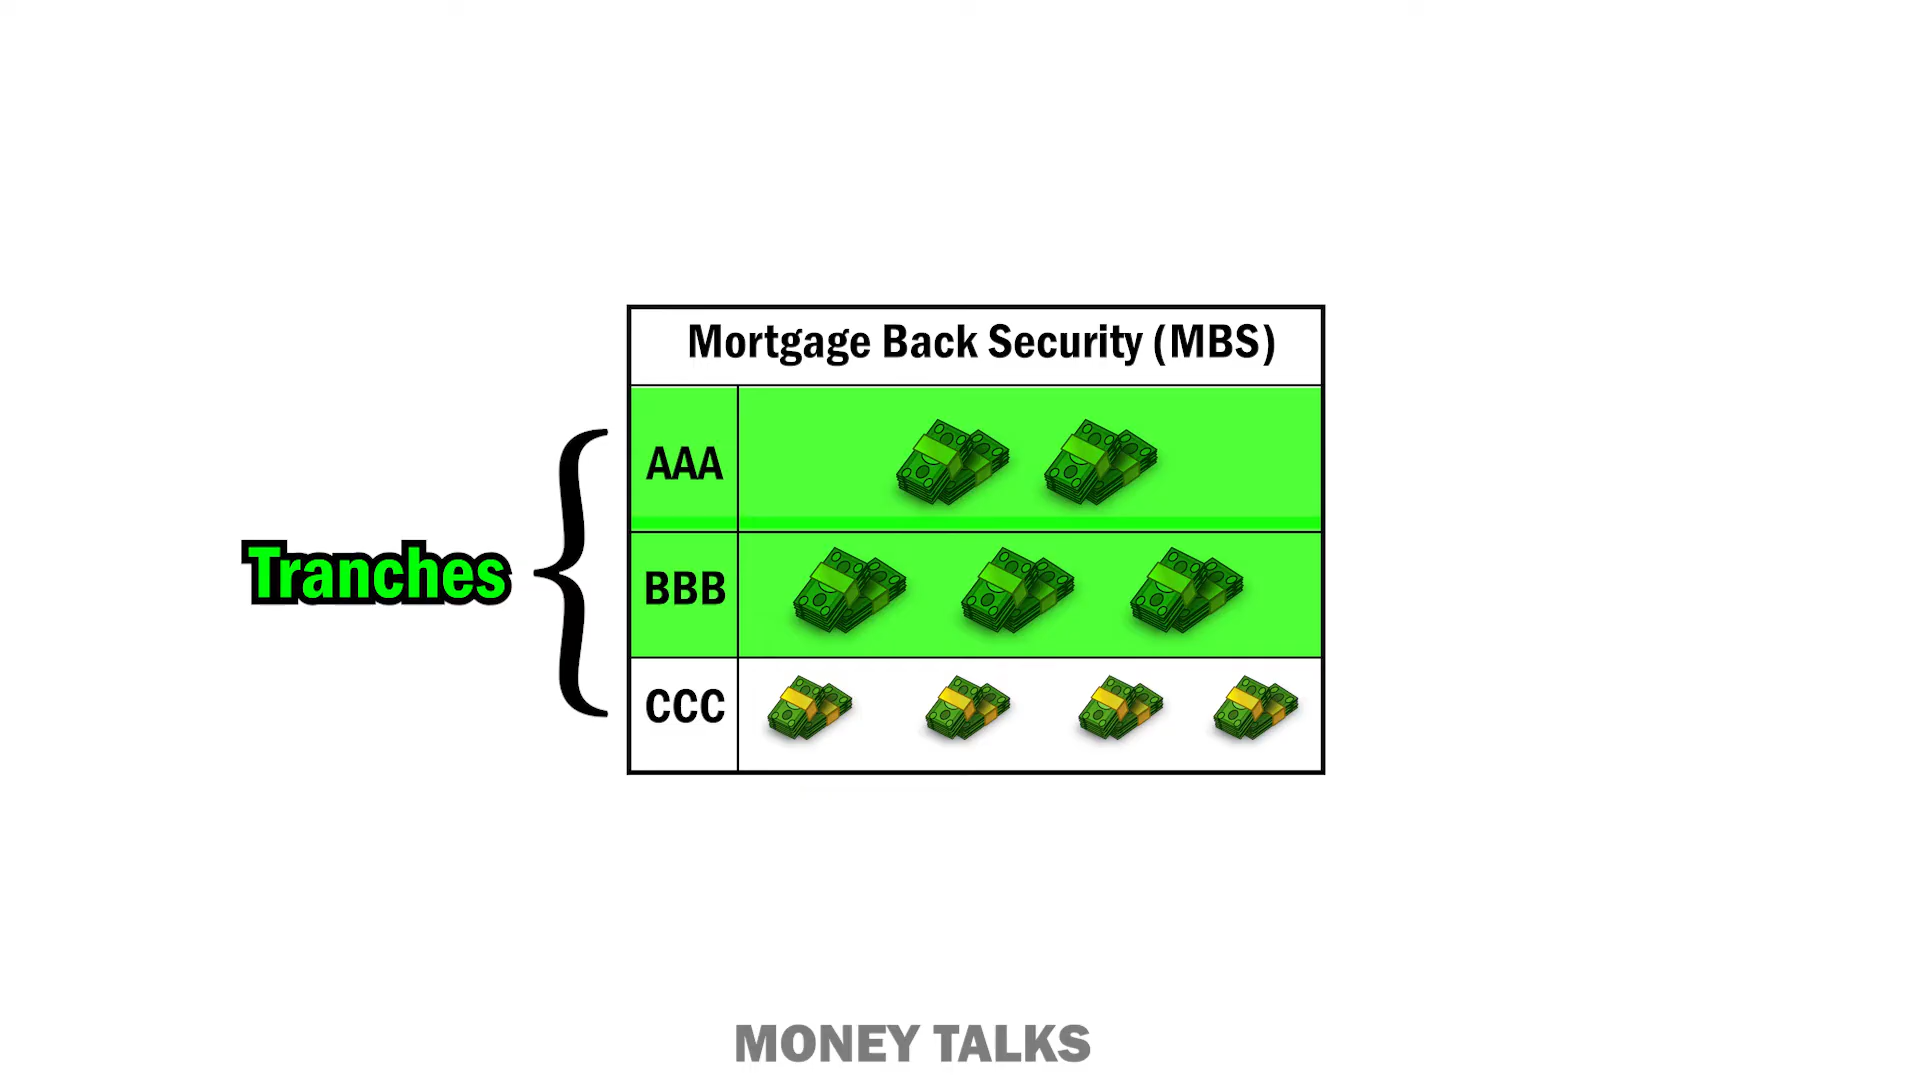 Mortgage Back Security (MBS)
AAA
Tranches
BBB
CCC
MONEY TALKS